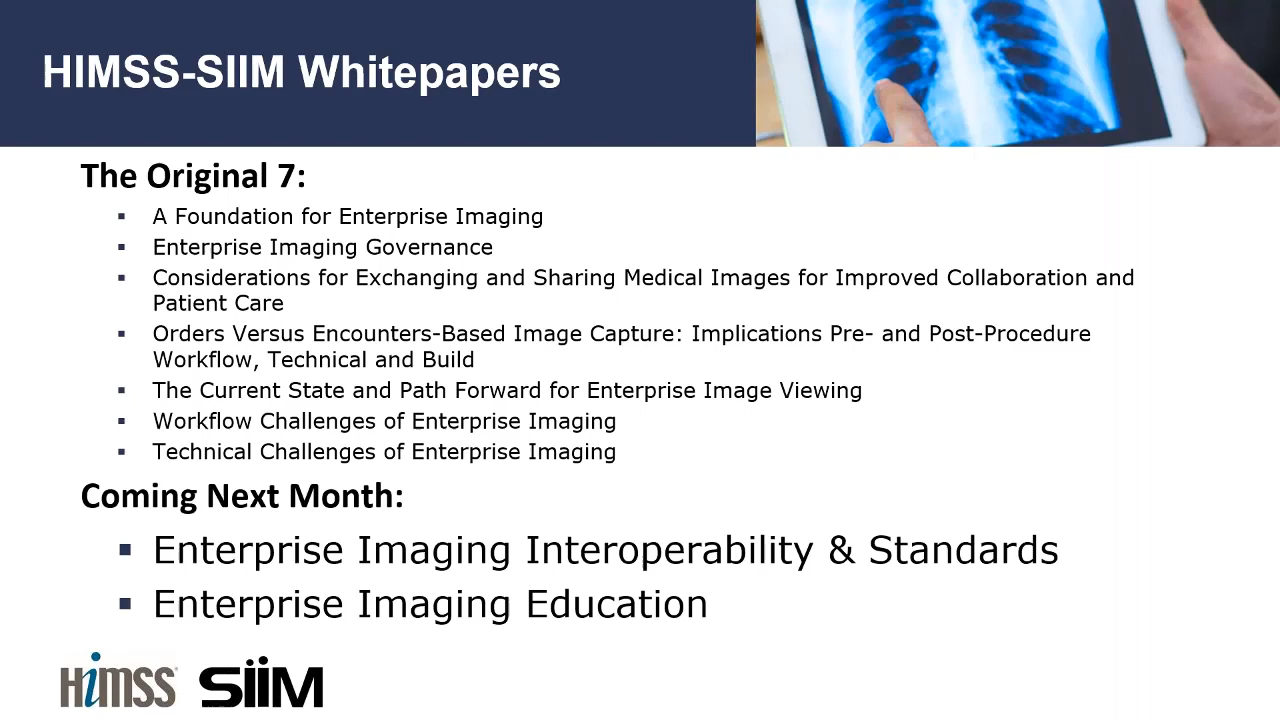 HIMSS-SIIM Whitepapers
The Original 7:
▪ A Foundation for Enterprise Imaging
▪ Enterprise Imaging Governance
▪ Considerations for Exchanging and Sharing Medical Images for Improved Collaboration and
Patient Care
▪ Orders Versus Encounters-Based Image Capture: Implications Pre- and Post-Procedure
Workflow, Technical and Build
▪ The Current State and Path Forward for Enterprise Image Viewing
▪ Workflow Challenges of Enterprise Imaging
▪ Technical Challenges of Enterprise Imaging
Coming Next Month:
▪ Enterprise Imaging Interoperability & Standards
▪ Enterprise Imaging Education
HiMSS SiiM